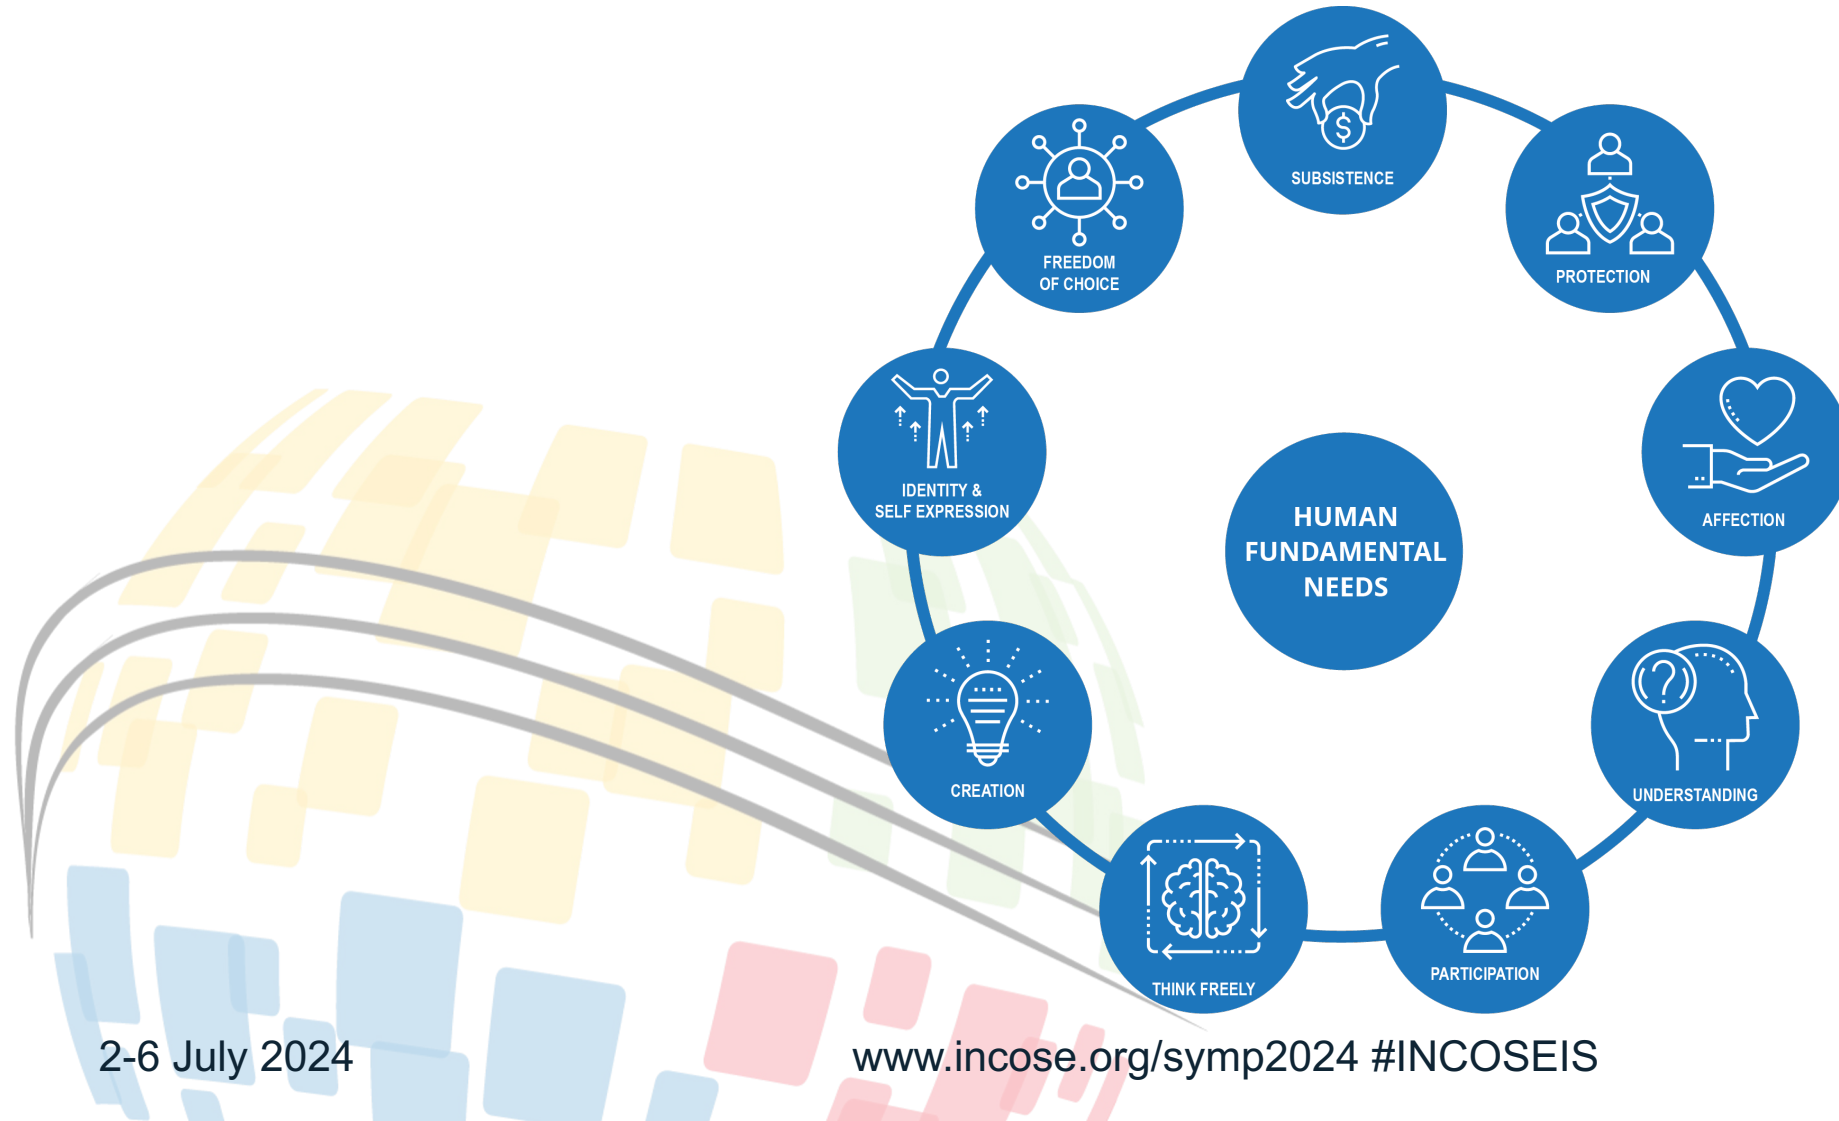 SUBSISTENCE
PROTECTION
AFFECTION
UNDERSTANDING
PARTICIPATION
THINK FREELY
CREATION
IDENTITY &
SELF EXPRESSION
FREEDOM
OF CHOICE
HUMAN
FUNDAMENTAL
NEEDS
2-6 July 2024
www.incose.org/symp2024 #INCOSEIS